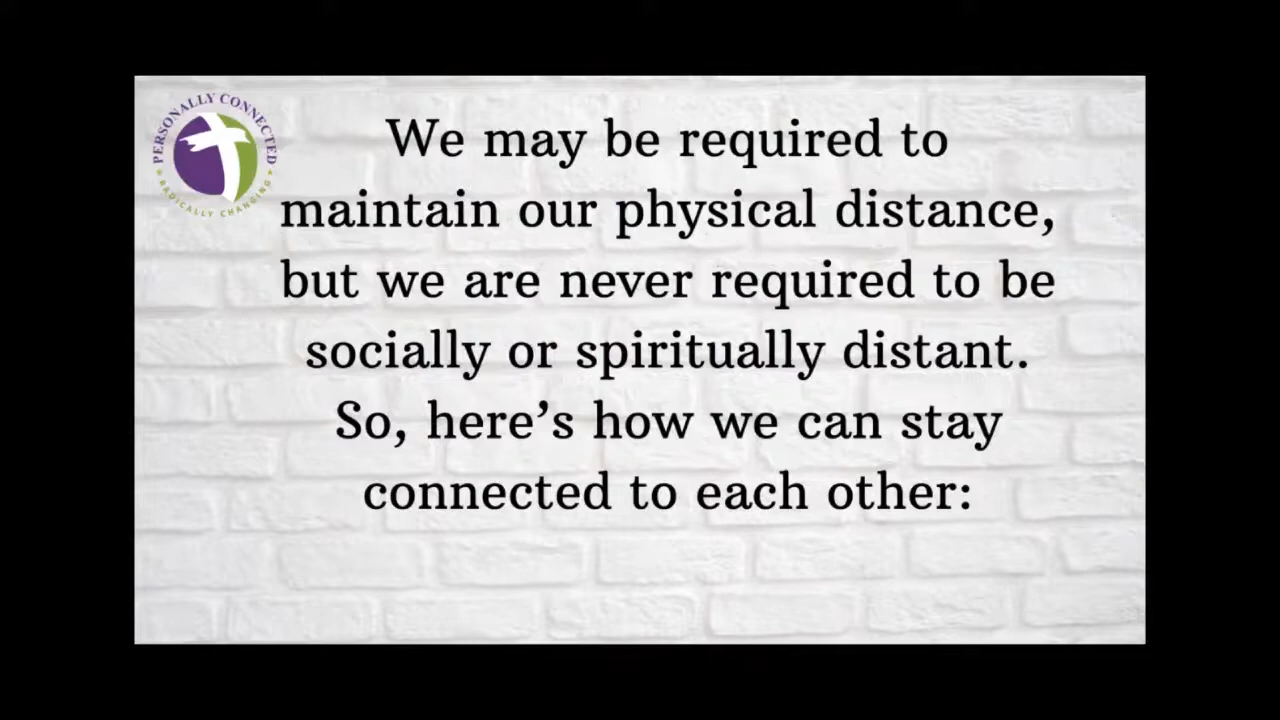 PERSONALLY CONNECTED
RADICALLY CHANGING
We may be required to
maintain our physical distance,
but we are never required to be
socially or spiritually distant.
So, here’s how we can stay
connected to each other: